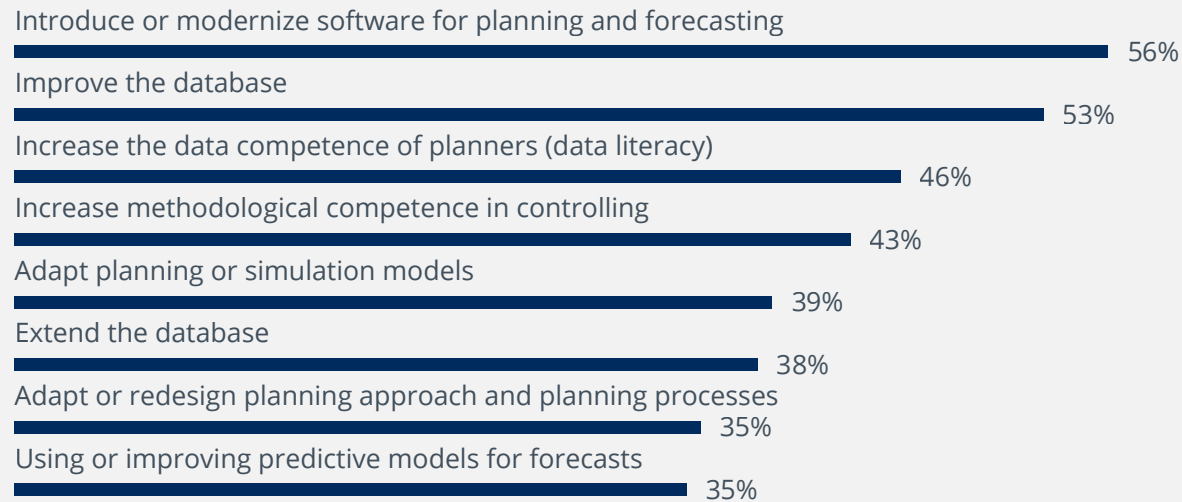 Introduce or modernize software for planning and forecasting
56%
Improve the database
53%
Increase the data competence of planners (data literacy)
46%
Increase methodological competence in controlling
43%
Adapt planning or simulation models
39%
Extend the database
38%
Adapt or redesign planning approach and planning processes
35%
Using or improving predictive models for forecasts
35%